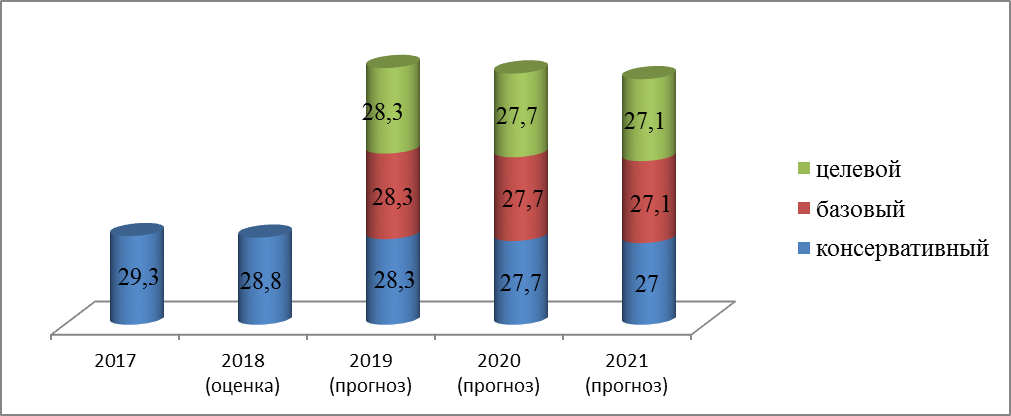 28,3
27,7
27,1
28,3
27,7
27,1
29,3
28,8
28,3
27,7
27
целевой
базовый
консервативный
2017
2018
(оценка)
2019
(прогноз)
2020
(прогноз)
2021
(прогноз)